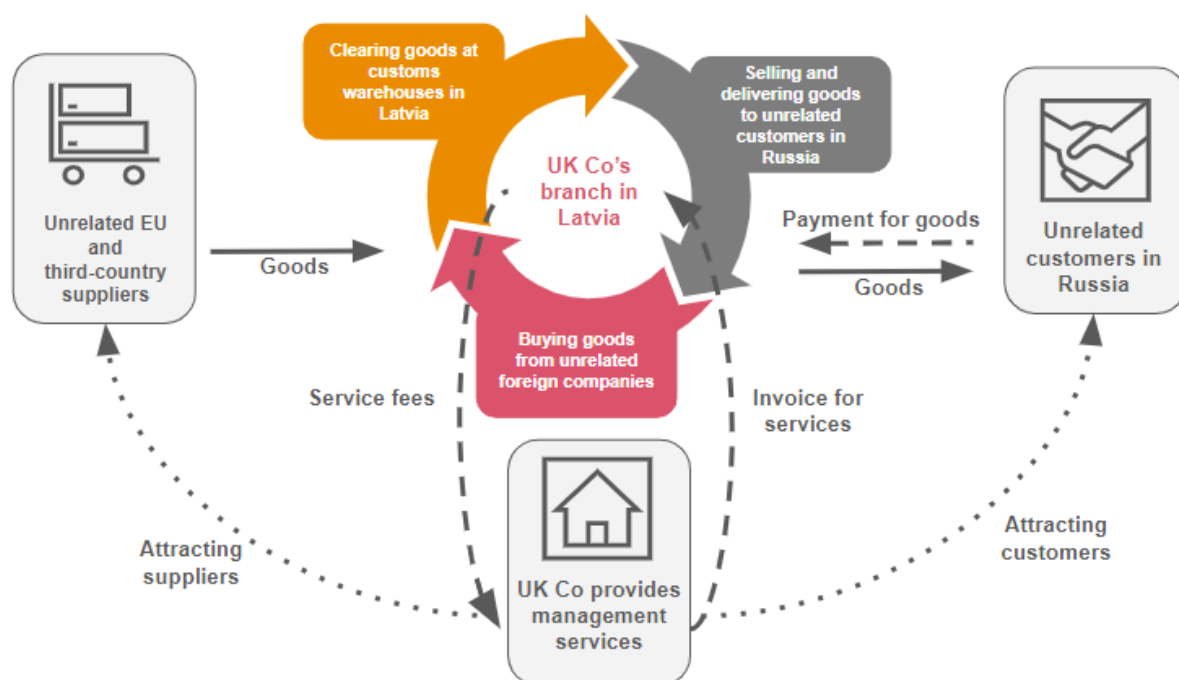 Clearing goods at
customs
warehouses in
Latvia
Selling and
delivering goods
to unrelated
customers in
Russia
UK Co's
branch in
Latvia
Unrelated EU
and
third-country
suppliers
Goods
Payment for goods
Goods
Unrelated
customers in
Russia
Buying goods
from unrelated
foreign companies
Service fees
Invoice for
services
Attracting
suppliers
Attracting
customers
UK Co provides
management
services